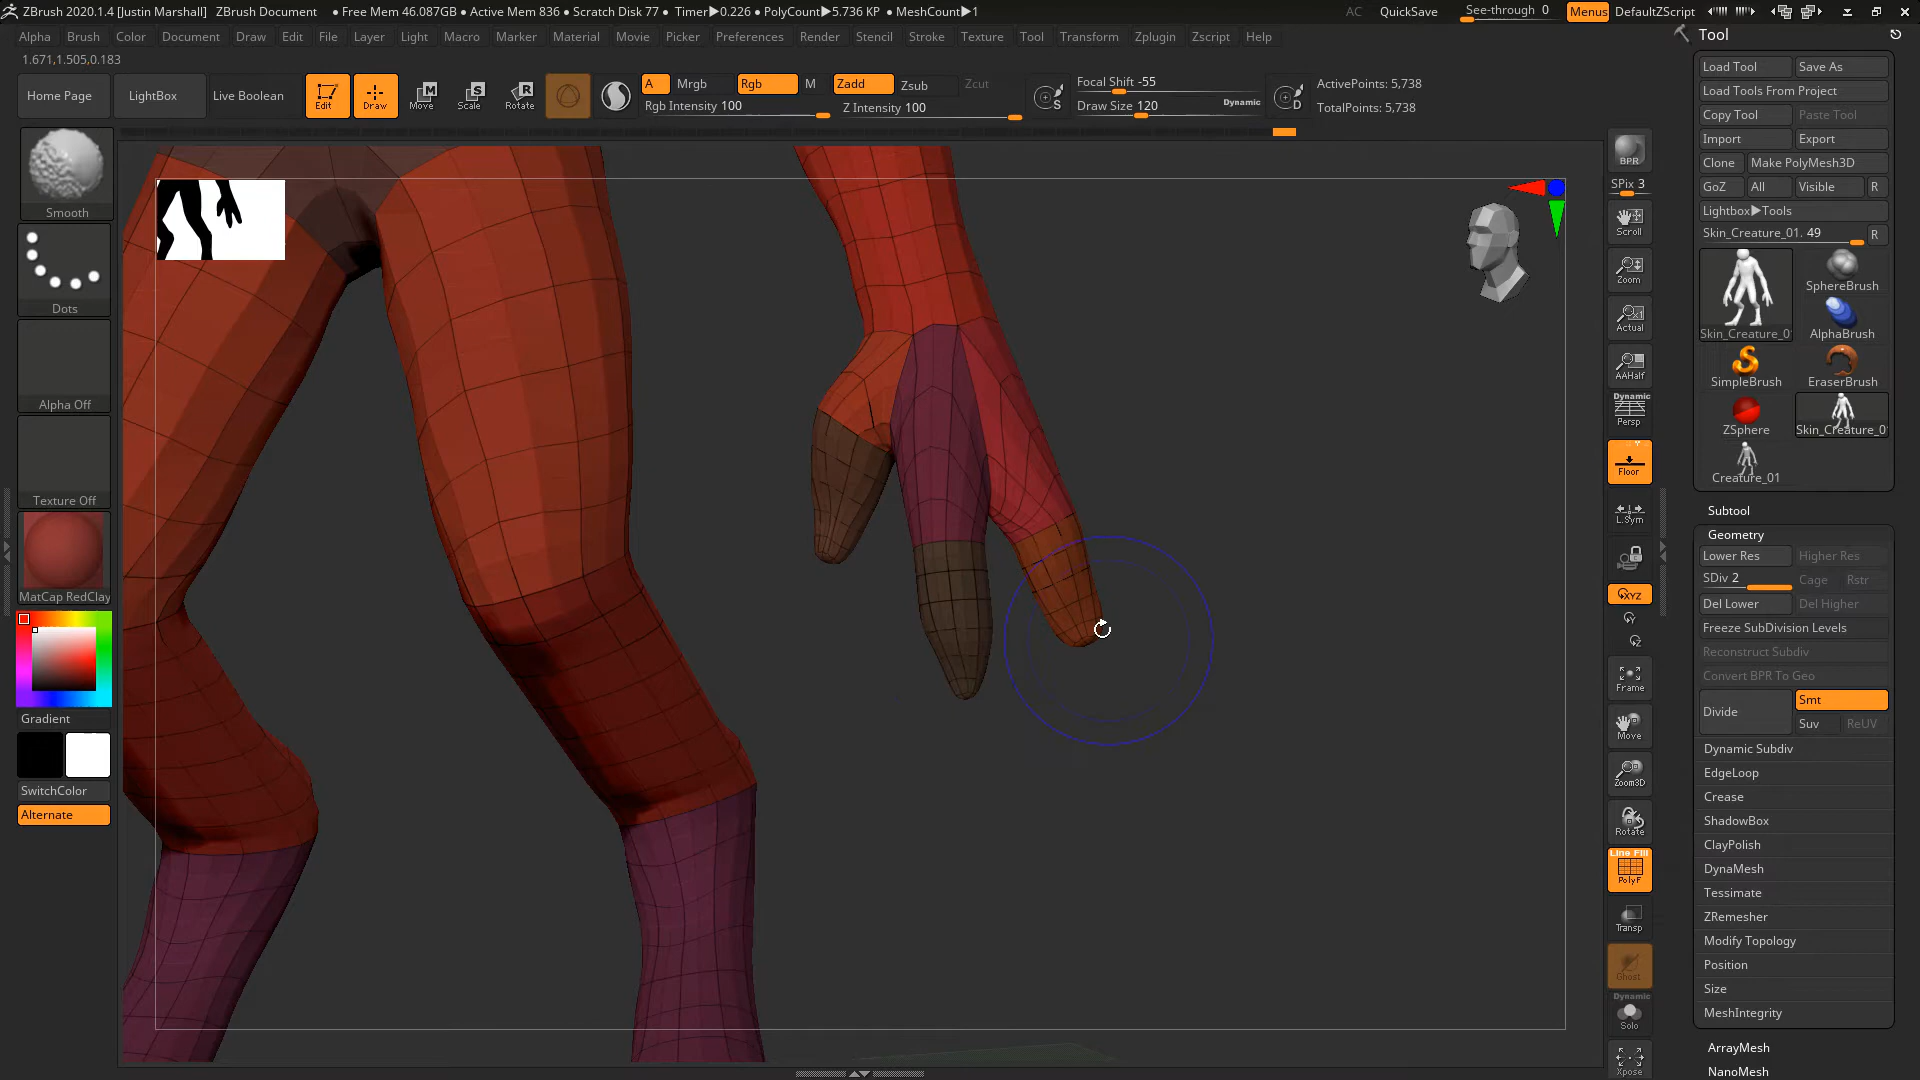 ZBrush 2020.1.4 [Justin Marshall] ZBrush Document ● Free Mem 46.087GB ● Active Mem 836 ● Scratch Disk 77 ● Timer▶0.226 ● PolyCount▶5.736 KP ● MeshCount▶1 AC QuickSave See-through 0 Menus DefaultZScript
Alpha Brush Color Document Draw Edit File Layer Light Macro Marker Material Movie Picker Preferences Render Stencil Stroke Texture Tool Transform Zplugin Zscript Help
1.671,1.505,0.183
Home Page LightBox Live Boolean Edit Draw Move Scale Rotate
A Mrgb Rgb M Zadd Zsub Zcut
Rgb Intensity 100 Z Intensity 100
Focal Shift -55
Draw Size 120 Dynamic
ActivePoints: 5,738
TotalPoints: 5,738
Smooth
Dots
Alpha Off
Texture Off
MatCap RedClay
Gradient
SwitchColor
Alternate
BPR
SPix 3
Scroll
Zoom
Actual
AAHalf
Dynamic
Persp
Floor
L.Sym
XYZ
Frame
Move
Zoom3D
Rotate
Line Fill
PolyF
Transp
Ghost
Dynamic
Solo
Xpose
Tool
Load Tool Save As
Load Tools From Project
Copy Tool Paste Tool
Import Export
Clone Make PolyMesh3D
GoZ All Visible R
Lightbox▶Tools
Skin_Creature_01. 49 R
Skin_Creature_0 SphereBrush
AlphaBrush
SimpleBrush EraserBrush
ZSphere Skin_Creature_0
Creature_01
Subtool
Geometry
Lower Res Higher Res
SDiv 2 Cage Rstr
Del Lower Del Higher
Freeze SubDivision Levels
Reconstruct Subdiv
Convert BPR To Geo
Divide Smt
Suv ReUV
Dynamic Subdiv
EdgeLoop
Crease
ShadowBox
ClayPolish
DynaMesh
Tessimate
ZRemesher
Modify Topology
Position
Size
MeshIntegrity
ArrayMesh
NanoMesh